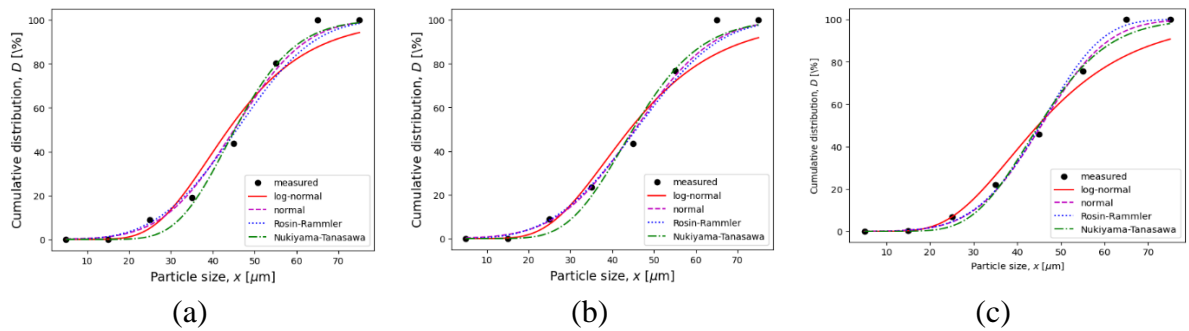 100
80
60
40
20
0
Cumulative distribution, D [\%]
measured
log-normal
normal
Rosin-Rammler
Nukiyama-Tanasawa
10 20 30 40 50 60 70
Particle size, x [μm]
(a)
100
80
60
40
20
0
Cumulative distribution, D [\%]
measured
log-normal
normal
Rosin-Rammler
Nukiyama-Tanasawa
10 20 30 40 50 60 70
Particle size, x [μm]
(b)
100
80
60
40
20
0
Cumulative distribution, D [\%]
measured
log-normal
normal
Rosin-Rammler
Nukiyama-Tanasawa
10 20 30 40 50 60 70
Particle size, x [μm]
(c)